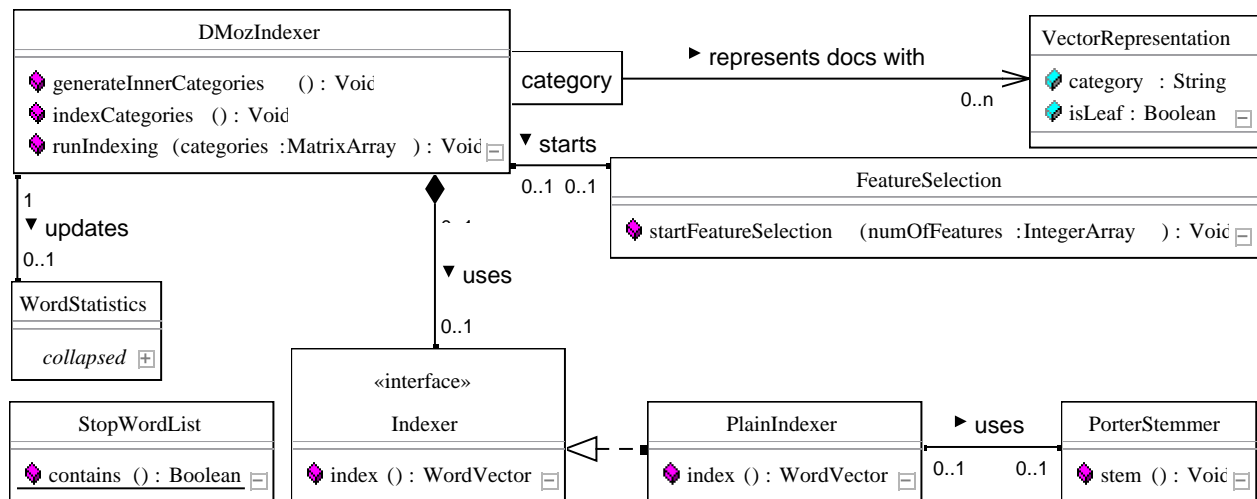 DMozIndexer
generateInnerCategories () : Void
indexCategories () : Void
runIndexing (categories :MatrixArray ) : Void
category
represents docs with
0..n
VectorRepresentation
category : String
isLeaf : Boolean
starts
0..1 0..1
FeatureSelection
startFeatureSelection (numOfFeatures :IntegerArray ) : Void
1
updates
0..1
WordStatistics
collapsed
uses
0..1
StopWordList
contains () : Boolean
«interface»
Indexer
index () : WordVector
PlainIndexer
index () : WordVector
uses
0..1 0..1
PorterStemmer
stem () : Void